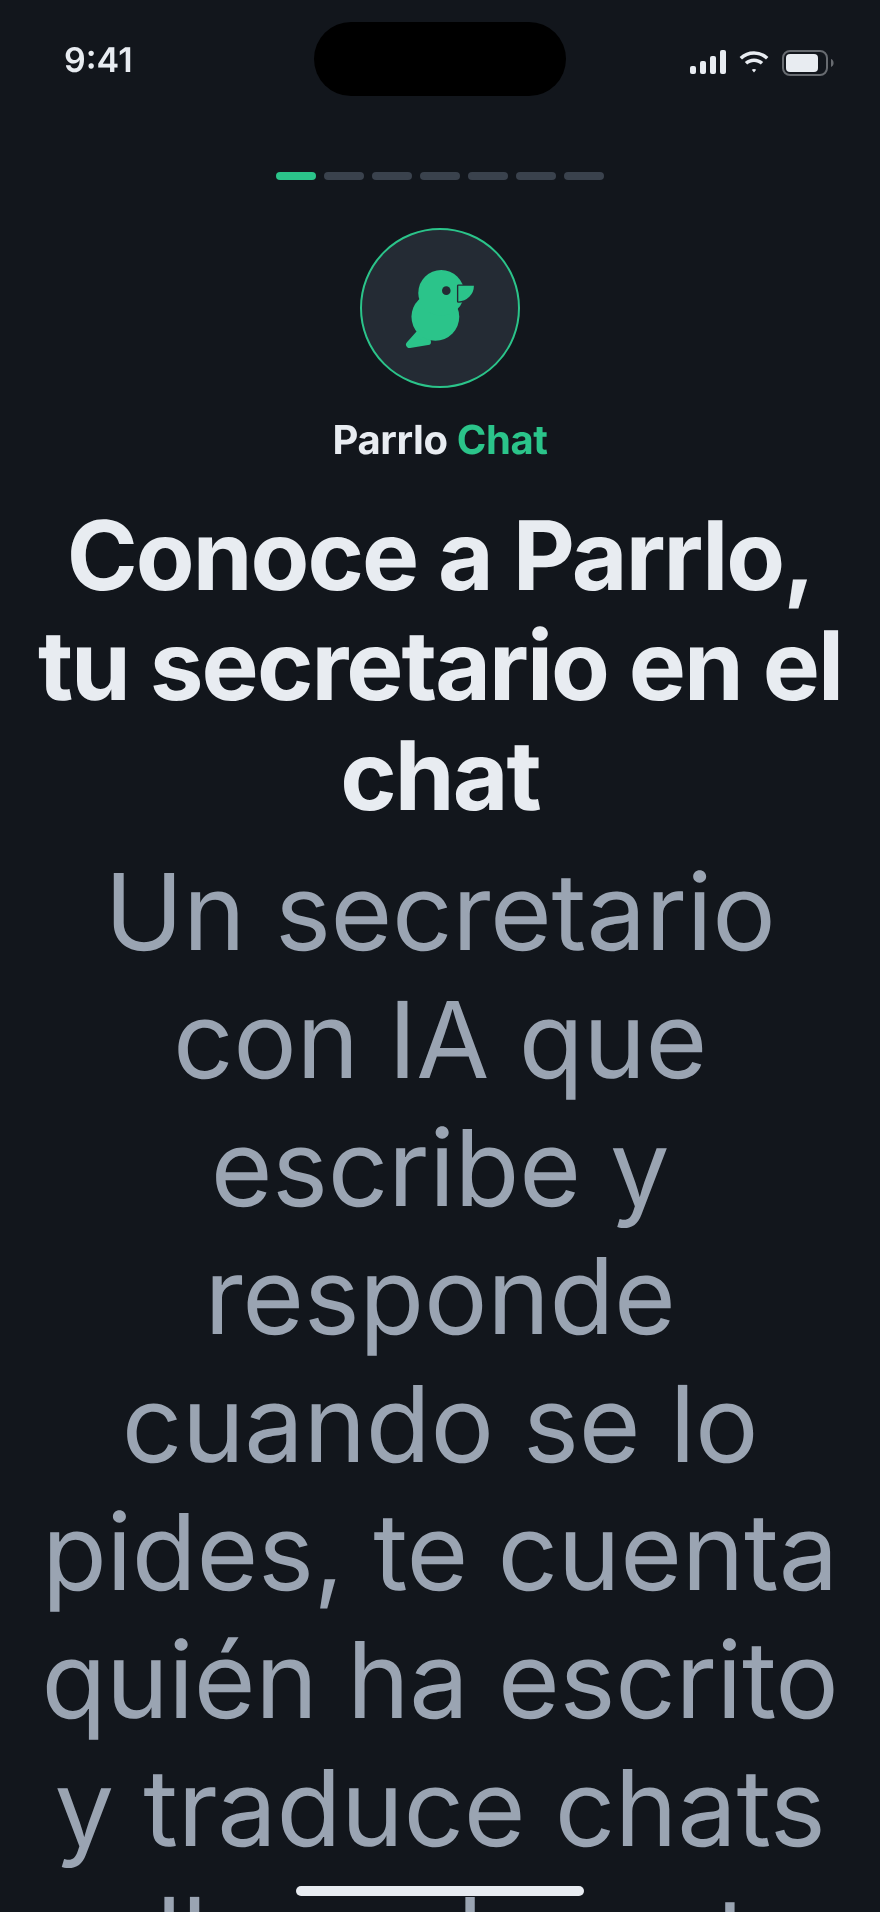 9:41
Parrlo Chat
Conoce a Parrlo,
tu secretario en el
chat
Un secretario
con IA que
escribe y
responde
cuando se lo
pides, te cuenta
quién ha escrito
y traduce chats